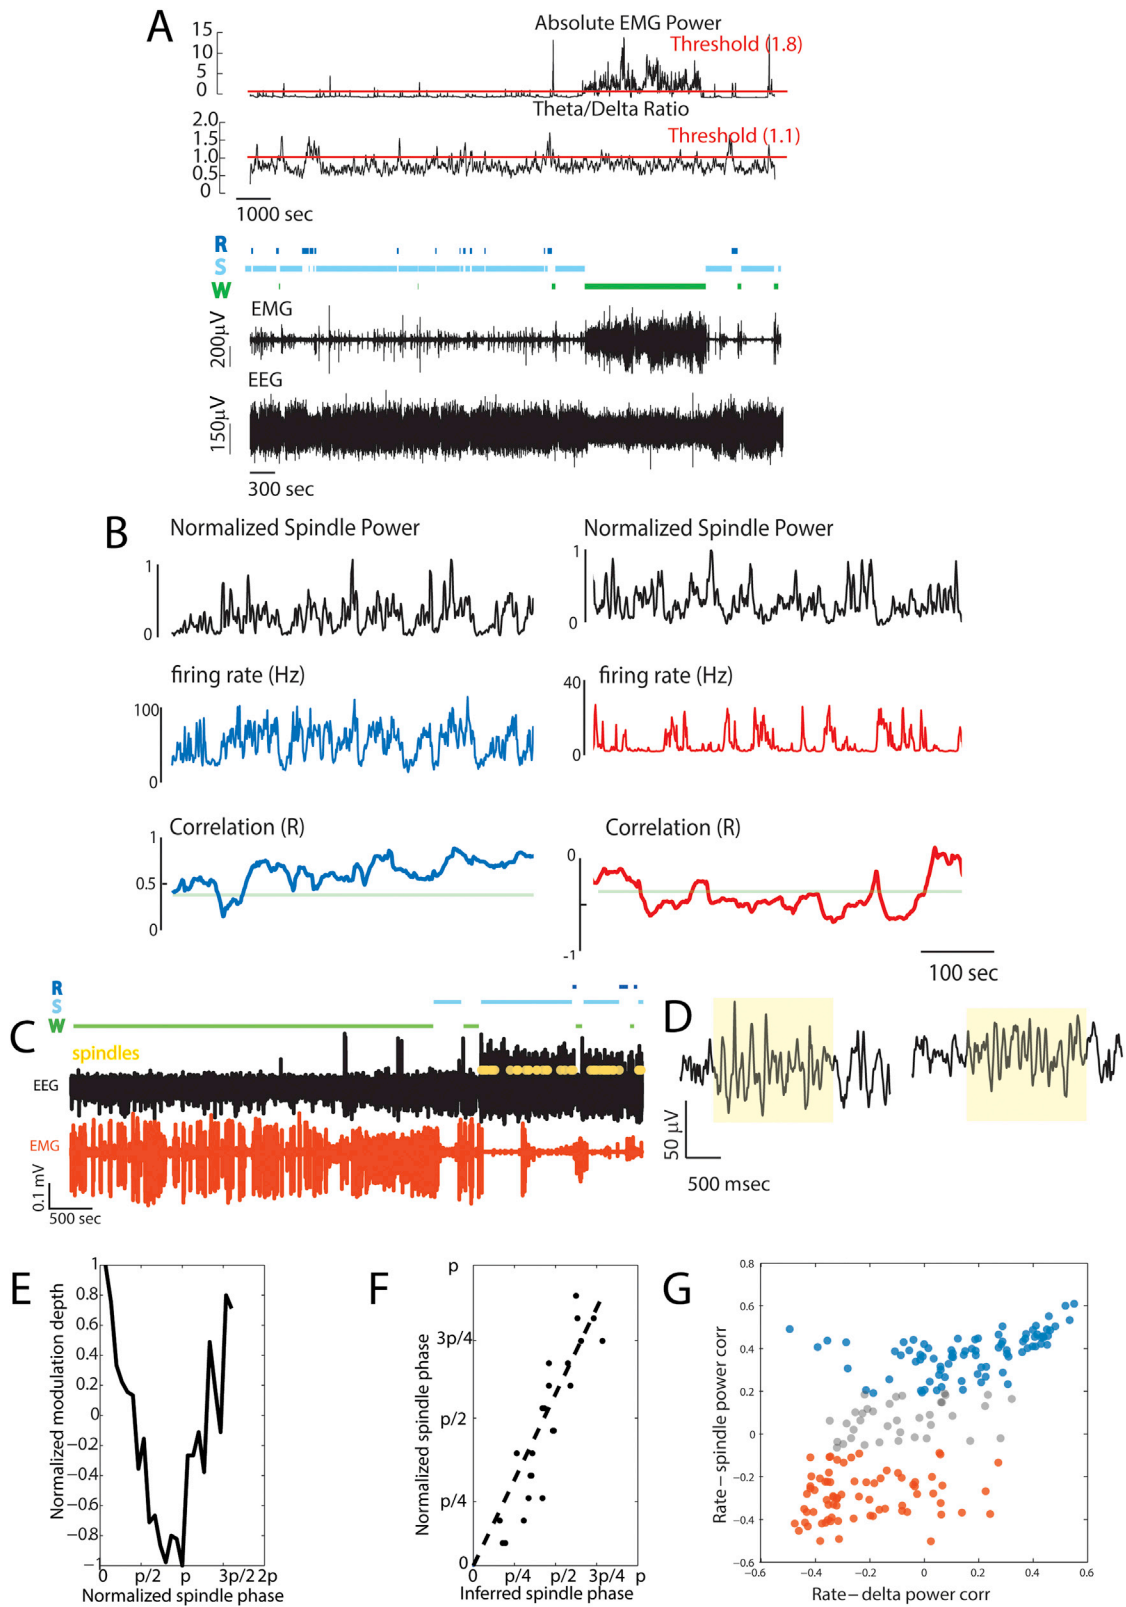 A
Absolute EMG Power
15
10
5
0
Threshold (1.8)
Theta/Delta Ratio
2.0
1.5
1.0
0.5
0
Threshold (1.1)
1000 sec
R
S
W
EMG
200μV
EEG
150μV
300 sec
B
Normalized Spindle Power
1
0
Normalized Spindle Power
1
0
firing rate (Hz)
100
0
firing rate (Hz)
40
0
Correlation (R)
1
0.5
0
Correlation (R)
0
-1
100 sec
R
S
W
C
spindles
EEG
EMG
0.1 mV
500 sec
D
50 μV
500 msec
E
Normalized modulation depth
1
0.8
0.6
0.4
0.2
0
−0.2
−0.4
−0.6
−0.8
−1
0 p/2 p 3p/2 2p
Normalized spindle phase
F
Normalized spindle phase
p
3p/4
p/2
p/4
0
0 p/4 p/2 3p/4 p
Inferred spindle phase
G
Rate−spindle power corr
0.8
0.6
0.4
0.2
0
−0.2
−0.4
−0.6
−0.6 −0.4 −0.2 0 0.2 0.4 0.6
Rate−delta power corr